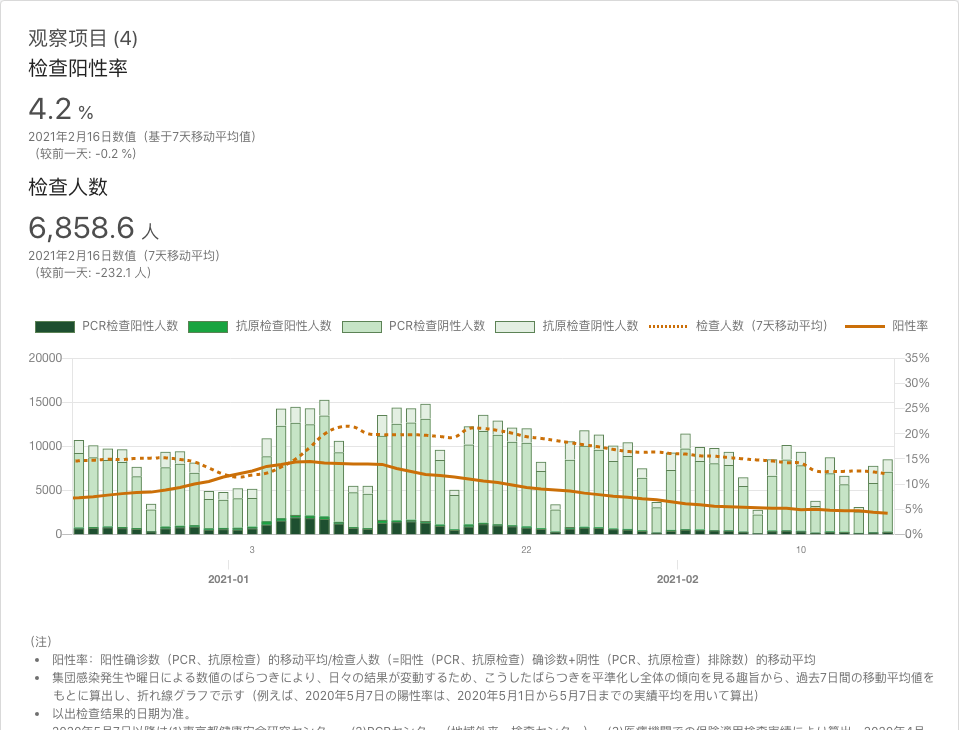 观察项目 (4)
检查阳性率
4.2 %
2021年2月16日数值（基于7天移动平均值）
（较前一天: -0.2 %）
检查人数
6,858.6 人
2021年2月16日数值（7天移动平均）
（较前一天: -232.1 人）
PCR检查阳性人数 抗原检查阳性人数 PCR检查阴性人数 抗原检查阴性人数 检查人数（7天移动平均） 阳性率
20000 35%
30%
15000 25%
20%
10000 15%
5000 10%
5%
0 0%
3 22 10
2021-01 2021-02
（注）
• 阳性率：阳性确诊数（PCR、抗原检查）的移动平均/检查人数（=阳性（PCR、抗原检查）确诊数+阴性（PCR、抗原检查）排除数）的移动平均
• 集団感染発生や曜日による数値のばらつきにより、日々の結果が変動するため、こうしたばらつきを平準化し全体の傾向を見る趣旨から、過去7日間の移動平均値を
もとに算出し、折れ線グラフで示す（例えば、2020年5月7日の陽性率は、2020年5月1日から5月7日までの実績平均を用いて算出）
• 以出检查结果的日期为准。